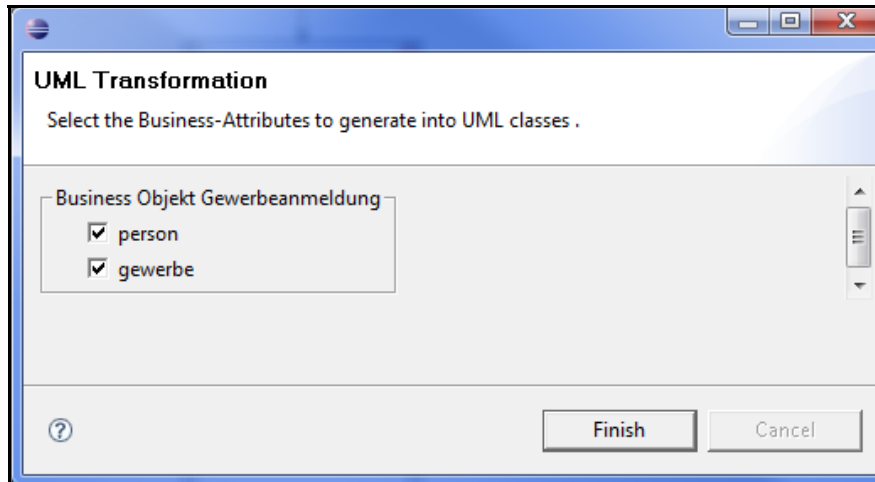 UML Transformation
Select the Business-Attributes to generate into UML classes .
Business Objekt Gewerbeanmeldung
person
gewerbe
Finish
Cancel